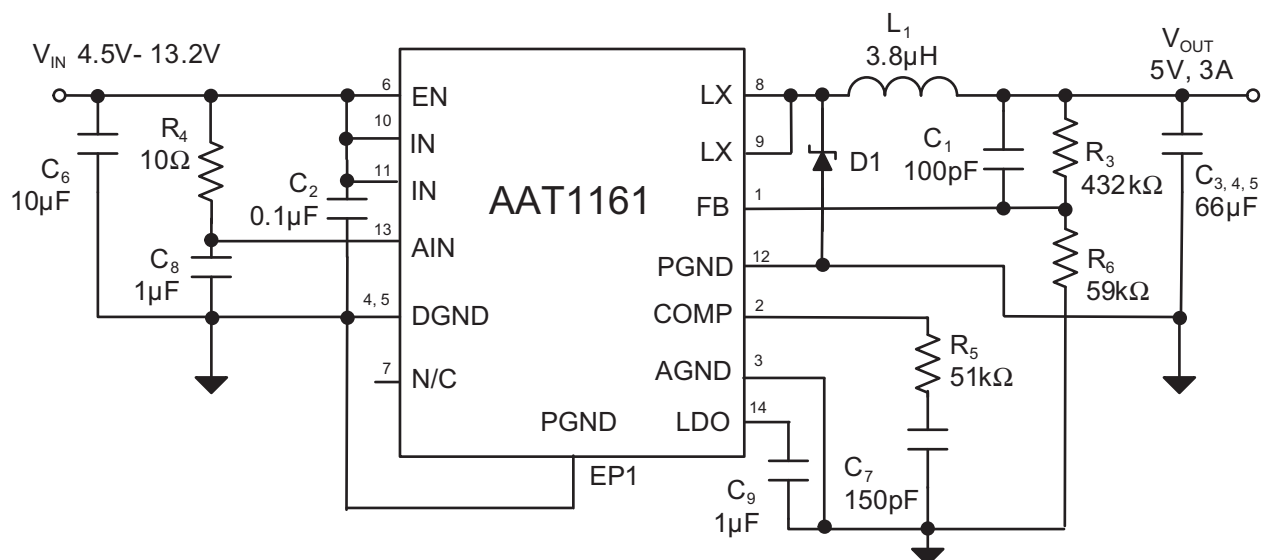 V_IN 4.5V- 13.2V
L₁
3.8µH
V_OUT
5V, 3A
6
EN
LX
8
10
IN
LX
9
11
IN
AAT1161
FB
1
13
AIN
PGND
12
4, 5
DGND
COMP
2
7
N/C
AGND
3
PGND
LDO
14
EP1
R₄
10Ω
C₆
10µF
C₂
0.1µF
C₈
1µF
D1
C₁
100pF
R₃
432kΩ
C₃, ₄, ₅
66µF
R₆
59kΩ
R₅
51kΩ
C₇
150pF
C₉
1µF